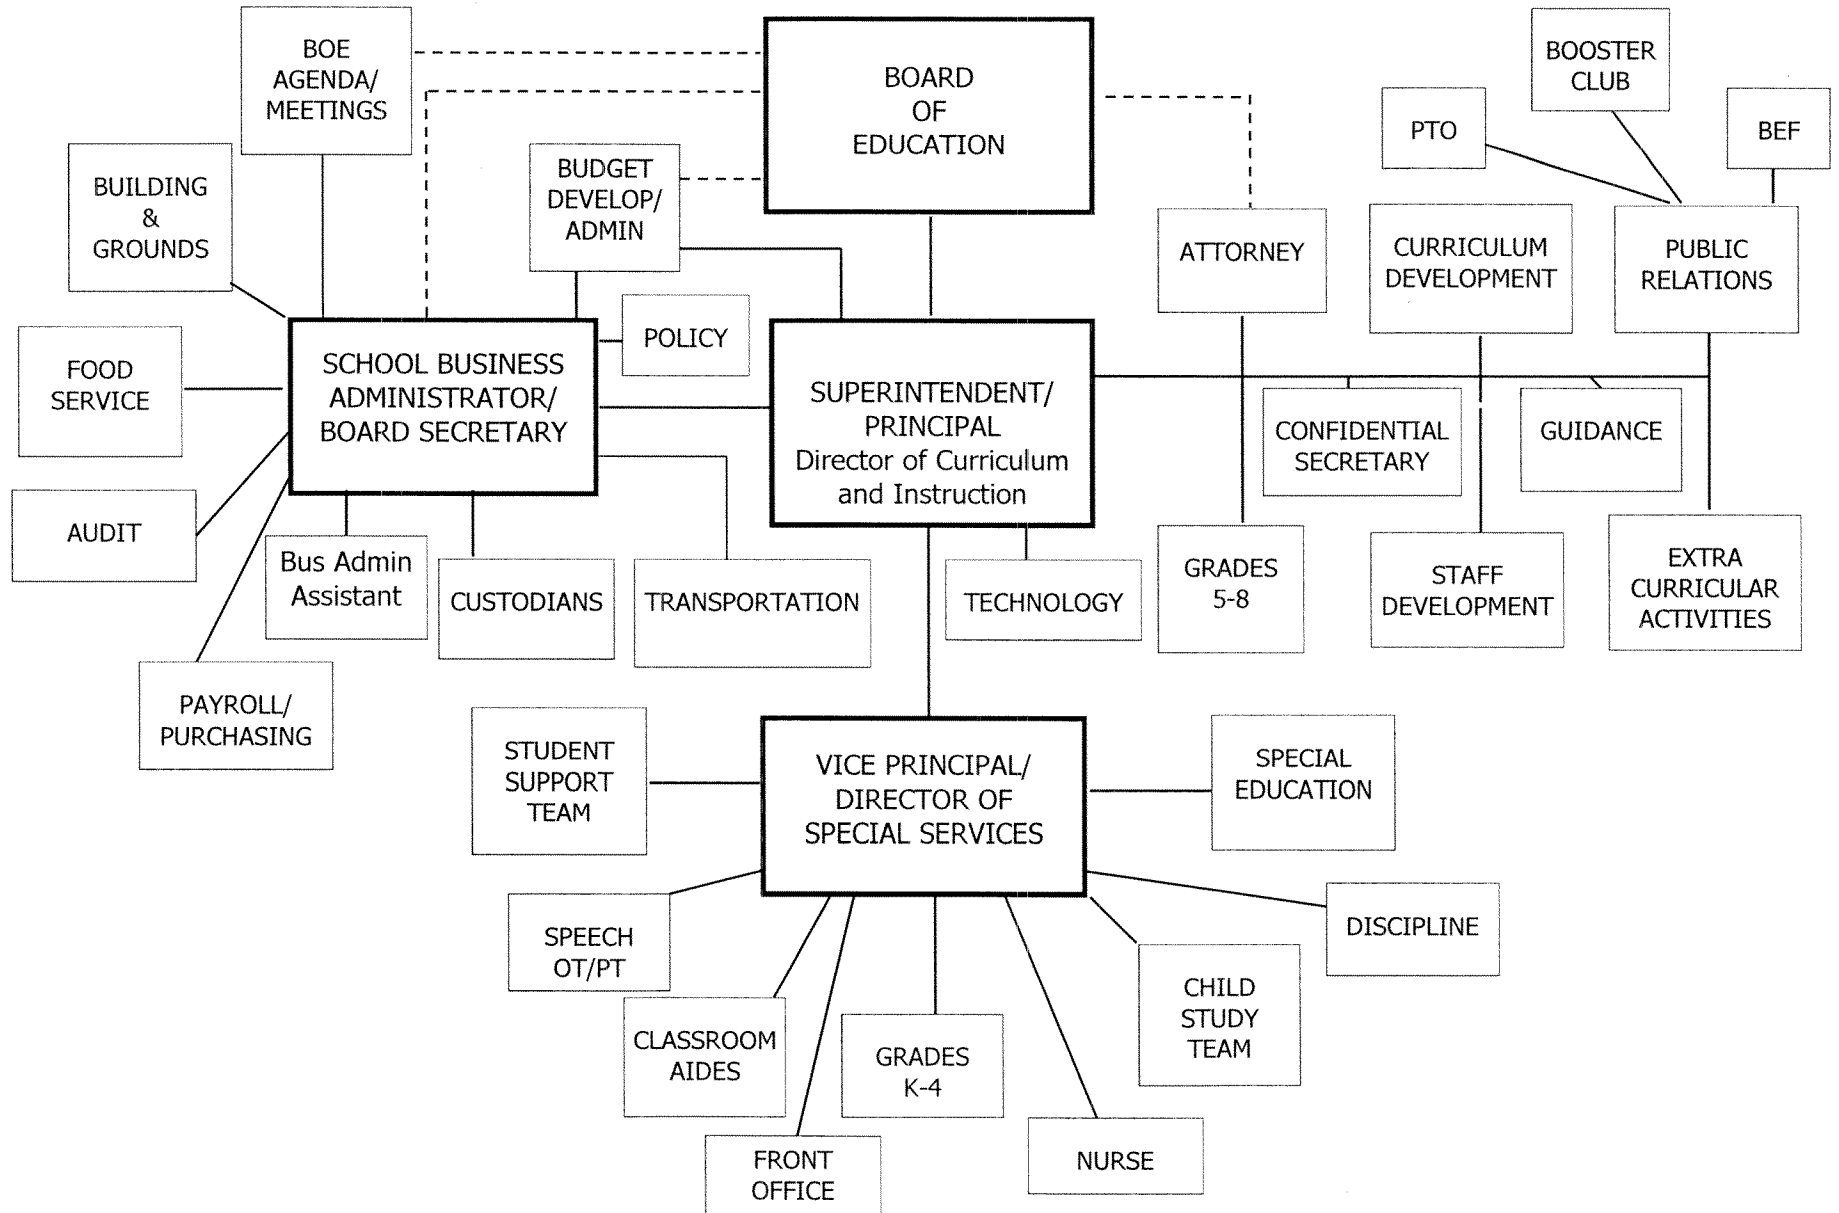 BOE
AGENDA/
MEETINGS
BOARD
OF
EDUCATION
BOOSTER
CLUB
PTO
BEF
BUILDING
&
GROUNDS
BUDGET
DEVELOP/
ADMIN
ATTORNEY
CURRICULUM
DEVELOPMENT
PUBLIC
RELATIONS
POLICY
FOOD
SERVICE
SCHOOL BUSINESS
ADMINISTRATOR/
BOARD SECRETARY
SUPERINTENDENT/
PRINCIPAL
Director of Curriculum
and Instruction
CONFIDENTIAL
SECRETARY
GUIDANCE
AUDIT
Bus Admin
Assistant
CUSTODIANS
TRANSPORTATION
TECHNOLOGY
GRADES
5-8
STAFF
DEVELOPMENT
EXTRA
CURRICULAR
ACTIVITIES
PAYROLL/
PURCHASING
STUDENT
SUPPORT
TEAM
VICE PRINCIPAL/
DIRECTOR OF
SPECIAL SERVICES
SPECIAL
EDUCATION
SPEECH
OT/PT
DISCIPLINE
CLASSROOM
AIDES
GRADES
K-4
CHILD
STUDY
TEAM
FRONT
OFFICE
NURSE